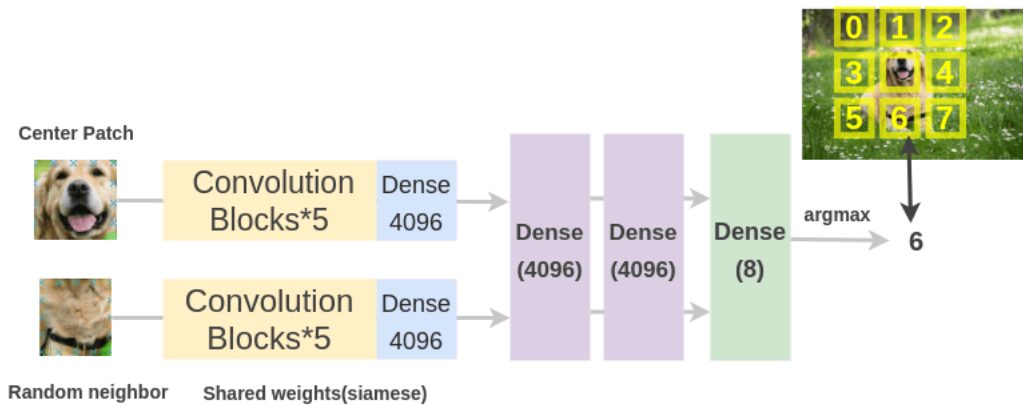 0 1 2
3 4
5 6 7
Center Patch
Convolution
Blocks*5
Dense
4096
Dense
(4096)
Dense
(4096)
Dense
(8)
argmax
6
Convolution
Blocks*5
Dense
4096
Random neighbor
Shared weights(siamese)